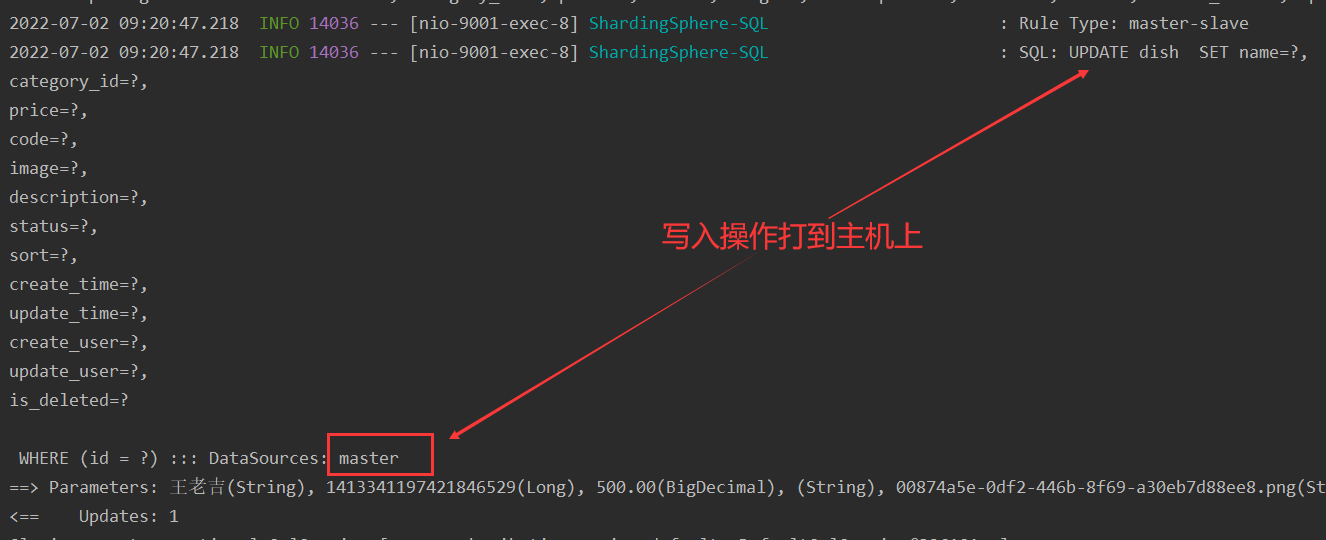 2022-07-02 09:20:47.218  INFO 14036 --- [nio-9001-exec-8] ShardingSphere-SQL                       : Rule Type: master-slave
2022-07-02 09:20:47.218  INFO 14036 --- [nio-9001-exec-8] ShardingSphere-SQL                       : SQL: UPDATE dish  SET name=?,
category_id=?,
price=?,
code=?,
image=?,
description=?,
status=?,
写入操作打到主机上
sort=?,
create_time=?,
update_time=?,
create_user=?,
update_user=?,
is_deleted=?
WHERE (id = ?) ::: DataSources: master
==> Parameters: 王老吉(String), 1413341197421846529(Long), 500.00(BigDecimal), (String), 00874a5e-0df2-446b-8f69-a30eb7d88ee8.png(St
<==    Updates: 1